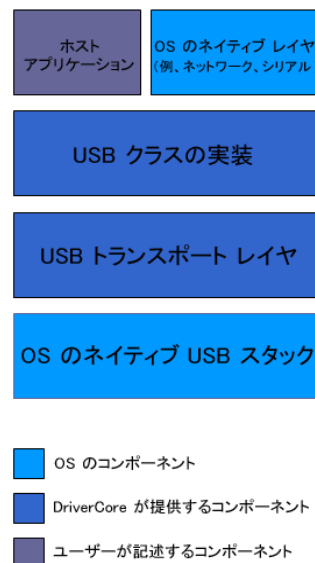 ホスト
アプリケーション
OS のネイティブ レイヤ
(例、ネットワーク、シリアル
USB クラスの実装
USB トランスポート レイヤ
OS のネイティブ USB スタック
OS のコンポーネント
DriverCore が提供するコンポーネント
ユーザーが記述するコンポーネント